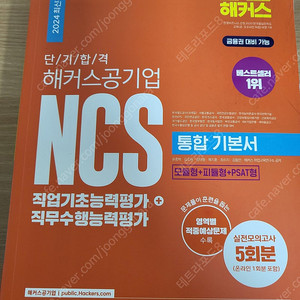 해커스
2024 최신
금융권 대비 가능
단기합격
해커스공기업
베스트셀러
1위
NCS
통합 기본서
모듈형+피듈형+PSAT형
직업기초능력평가 +
직무수행능력평가
영역별
적중예상문제
수록
실전모의고사
5회분
(온라인 1회분 포함)
해커스공기업 | public.Hackers.com